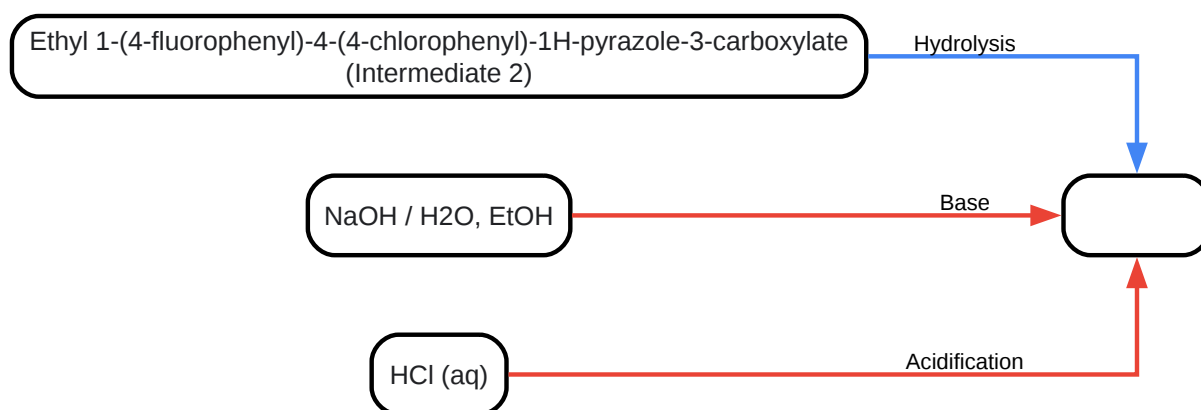 Ethyl 1-(4-fluorophenyl)-4-(4-chlorophenyl)-1H-pyrazole-3-carboxylate
(Intermediate 2)
Hydrolysis
NaOH / H2O, EtOH
Base
HCl (aq)
Acidification